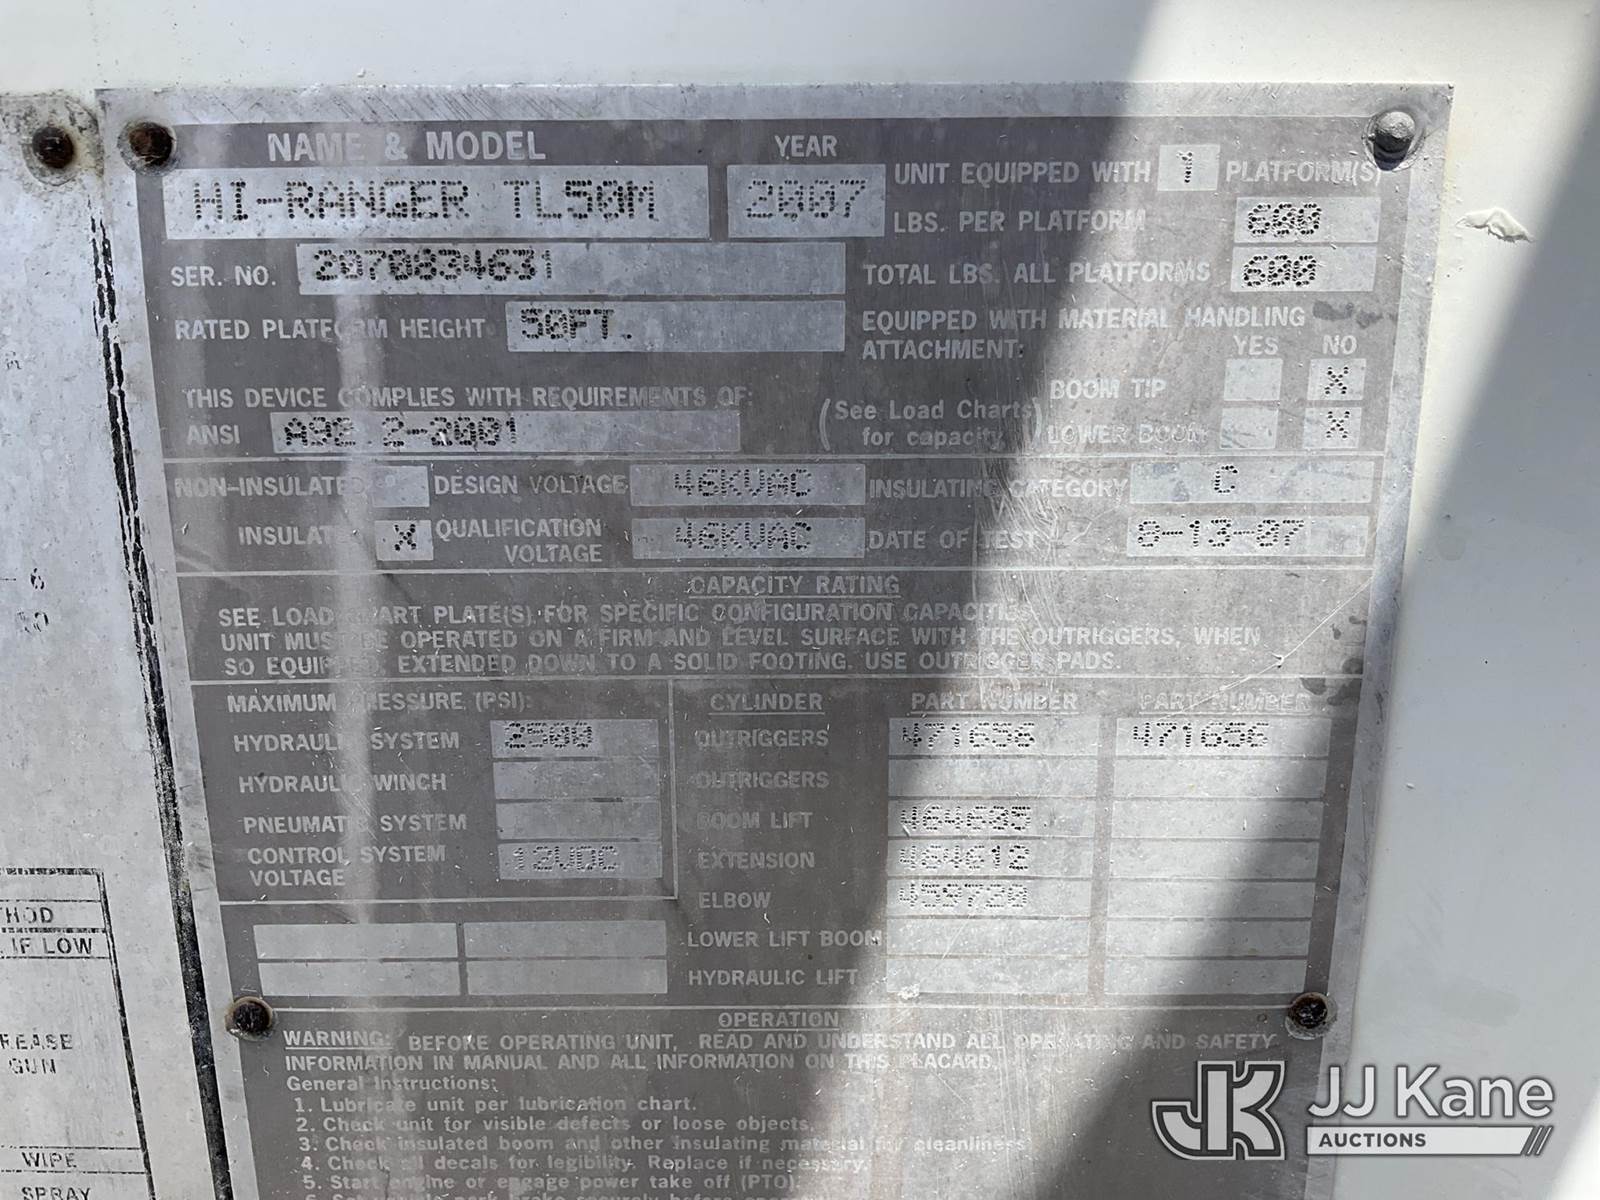 NAME & MODEL YEAR
HI-RANGER TL50M 2007
UNIT EQUIPPED WITH 1 PLATFORM(S)
LBS. PER PLATFORM 600
SER. NO. 2070834631
TOTAL LBS. ALL PLATFORMS 600
RATED PLATFORM HEIGHT 50FT.
EQUIPPED WITH MATERIAL HANDLING
ATTACHMENT: YES NO
THIS DEVICE COMPLIES WITH REQUIREMENTS OF:
ANSI A92.2-2001
(See Load Charts
for capacity)
BOOM TIP X
LOWER BOOM X
NON-INSULATED DESIGN VOLTAGE 46KVAC INSULATING CATEGORY C
INSULATED X QUALIFICATION
VOLTAGE 46KVAC DATE OF TEST 8-13-07
CAPACITY RATING
SEE LOAD CHART PLATE(S) FOR SPECIFIC CONFIGURATION CAPACITIES
UNIT MUST BE OPERATED ON A FIRM AND LEVEL SURFACE WITH THE OUTRIGGERS, WHEN
SO EQUIPPED, EXTENDED DOWN TO A SOLID FOOTING. USE OUTRIGGER PADS.
MAXIMUM PRESSURE (PSI):
HYDRAULIC SYSTEM 2500
HYDRAULIC WINCH
PNEUMATIC SYSTEM
CONTROL SYSTEM
VOLTAGE 12VDC
CYLINDER PART NUMBER PART NUMBER
OUTRIGGERS 471656 471656
OUTRIGGERS
BOOM LIFT 464635
EXTENSION 464612
ELBOW 459720
LOWER LIFT BOOM
HYDRAULIC LIFT
OPERATION
WARNING: BEFORE OPERATING UNIT, READ AND UNDERSTAND ALL OPERATING AND SAFETY
INFORMATION IN MANUAL AND ALL INFORMATION ON THIS PLACARD.
General Instructions:
1. Lubricate unit per lubrication chart.
2. Check unit for visible defects or loose objects.
3. Check insulated boom and other insulating material for cleanliness
4. Check all decals for legibility. Replace if necessary.
5. Start engine or engage power take off (PTO).
6. Set vehicle park brake securely before
THOD
IF LOW
REASE
GUN
WIPE
SPRAY
JK JJ Kane
AUCTIONS